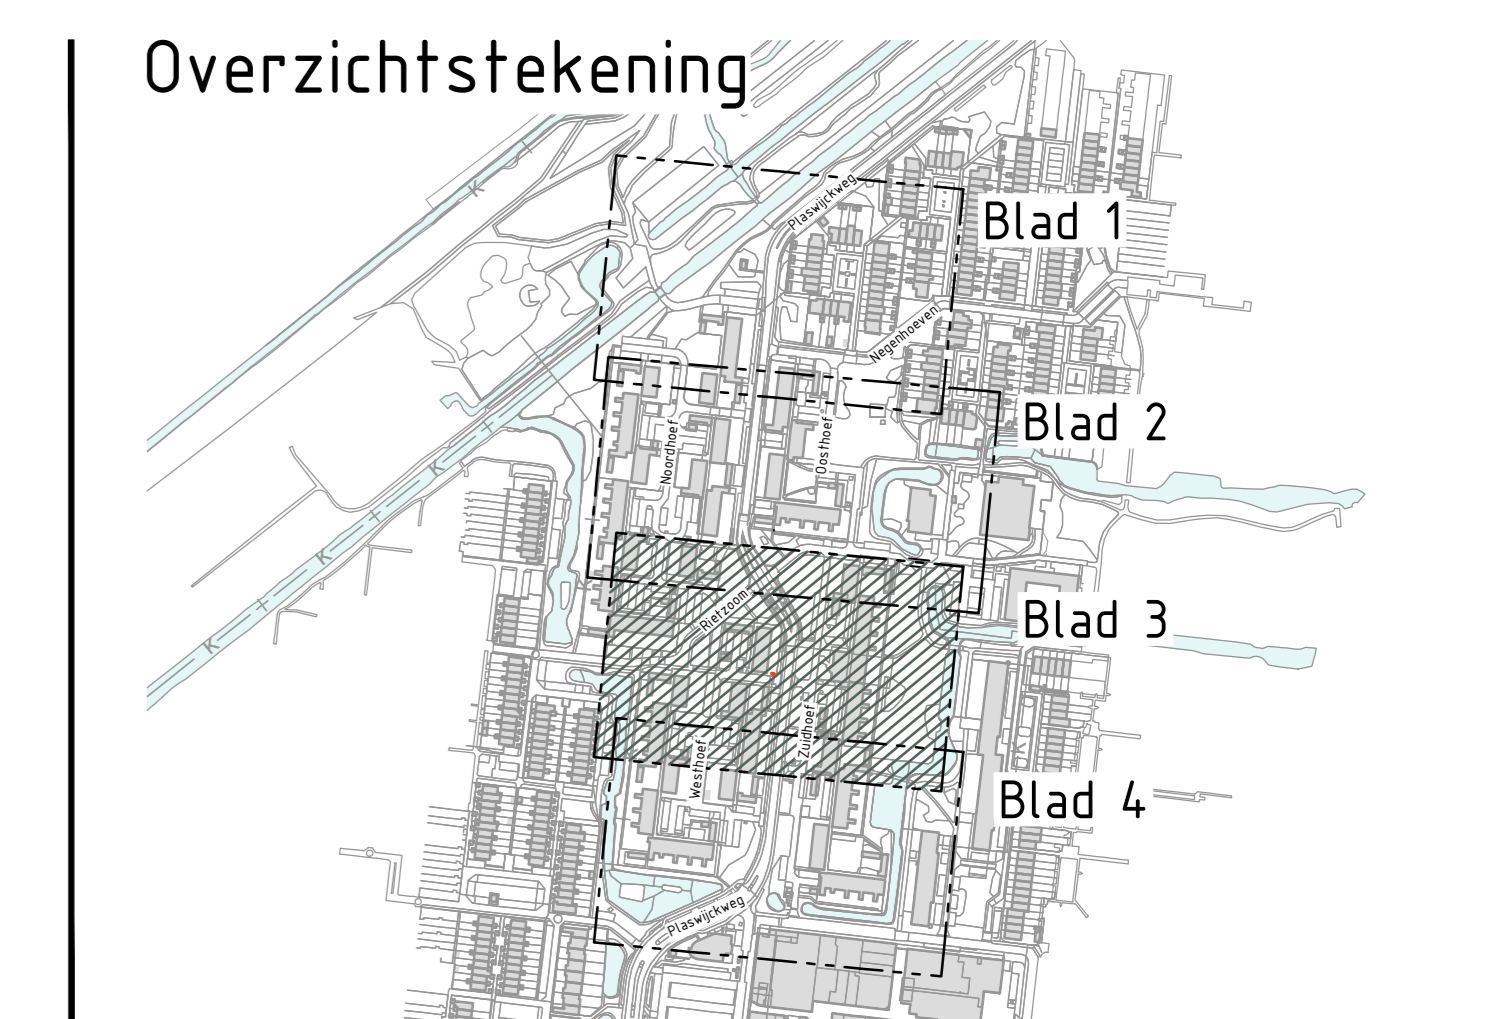 Overzichtstekening
Plaswijckweg
Blad 1
Negenhoeven
Blad 2
Noordhoef
Oosthoef
Rietzoom
Blad 3
Zuidhoef
Westhoef
Blad 4
Plaswijckweg
K
K
K
K